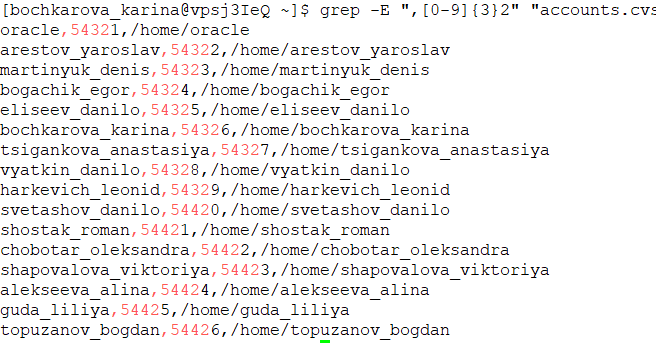 [bochkarova_karina@vpsj3IeQ ~]$ grep -E ",[0-9]{3}2" "accounts.cvs
oracle,54321,/home/oracle
arestov_yaroslav,54322,/home/arestov_yaroslav
martinyuk_denis,54323,/home/martinyuk_denis
bogachik_egor,54324,/home/bogachik_egor
eliseev_danilo,54325,/home/eliseev_danilo
bochkarova_karina,54326,/home/bochkarova_karina
tsigankova_anastasiya,54327,/home/tsigankova_anastasiya
vyatkin_danilo,54328,/home/vyatkin_danilo
harkevich_leonid,54329,/home/harkevich_leonid
svetashov_danilo,54420,/home/svetashov_danilo
shostak_roman,54421,/home/shostak_roman
chobotar_oleksandra,54422,/home/chobotar_oleksandra
shapovalova_viktoriya,54423,/home/shapovalova_viktoriya
alekseeva_alina,54424,/home/alekseeva_alina
guda_liliya,54425,/home/guda_liliya
topuzanov_bogdan,54426,/home/topuzanov_bogdan